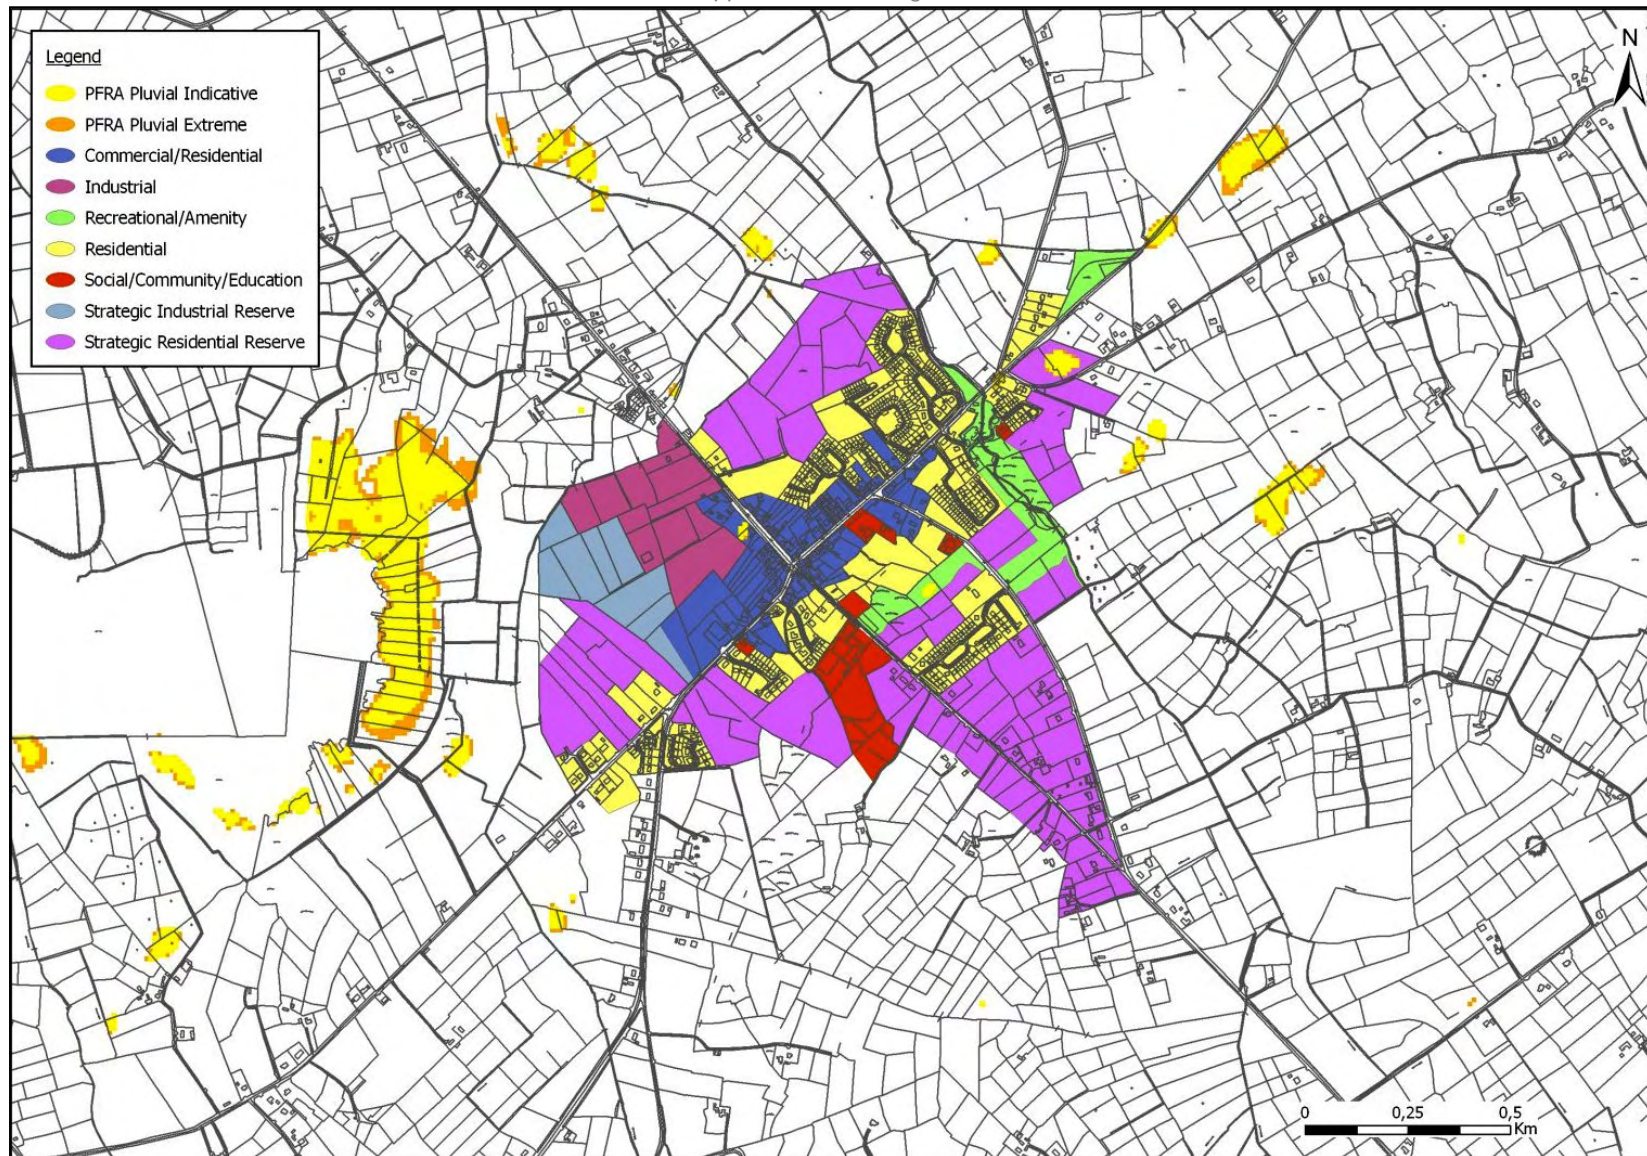 Legend
PFRA Pluvial Indicative
PFRA Pluvial Extreme
Commercial/Residential
Industrial
Recreational/Amenity
Residential
Social/Community/Education
Strategic Industrial Reserve
Strategic Residential Reserve
N
0 0,25 0,5
Km